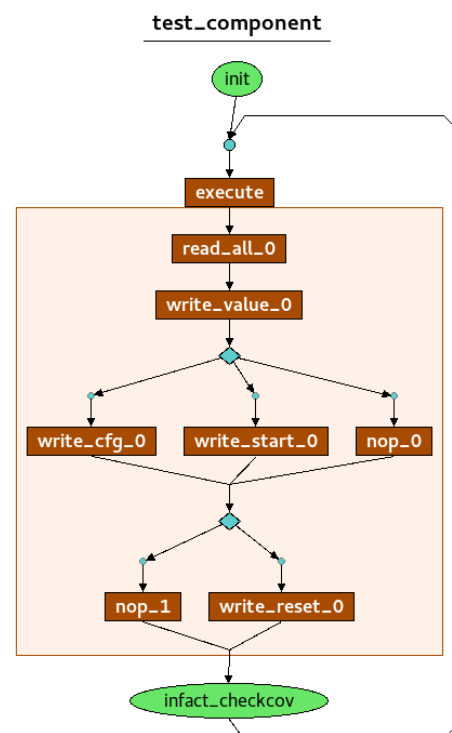 test_component
init
execute
read_all_0
write_value_0
write_cfg_0 write_start_0 nop_0
nop_1 write_reset_0
infact_checkcov